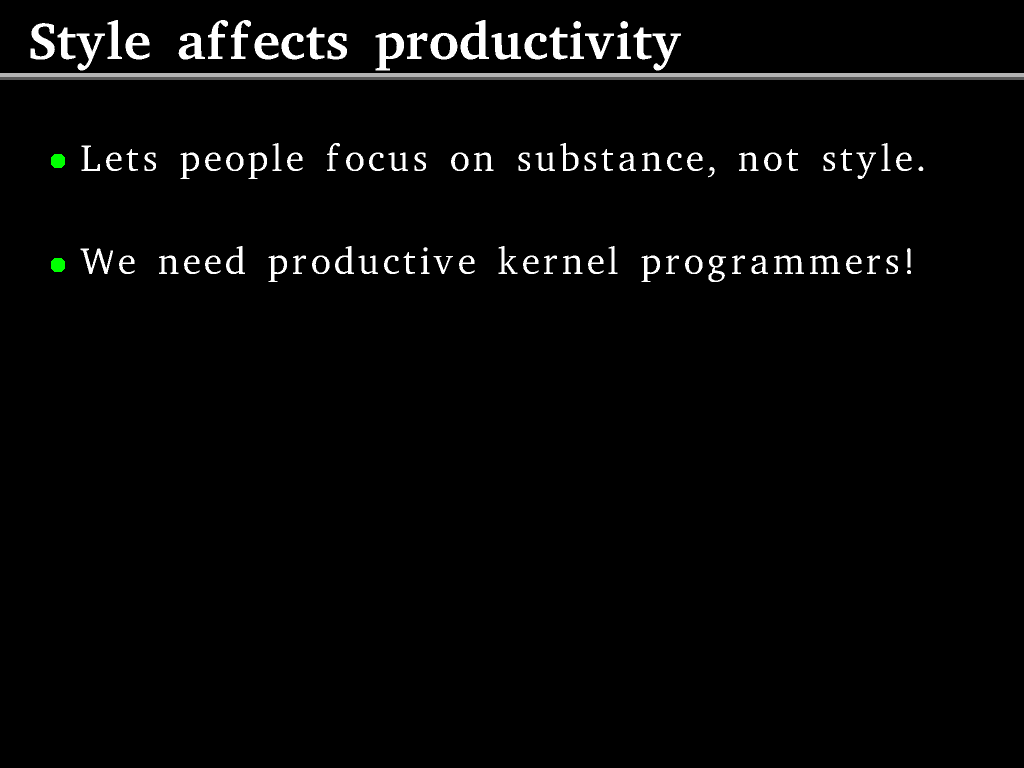 Style affects productivity
Lets people focus on substance, not style.
We need productive kernel programmers!